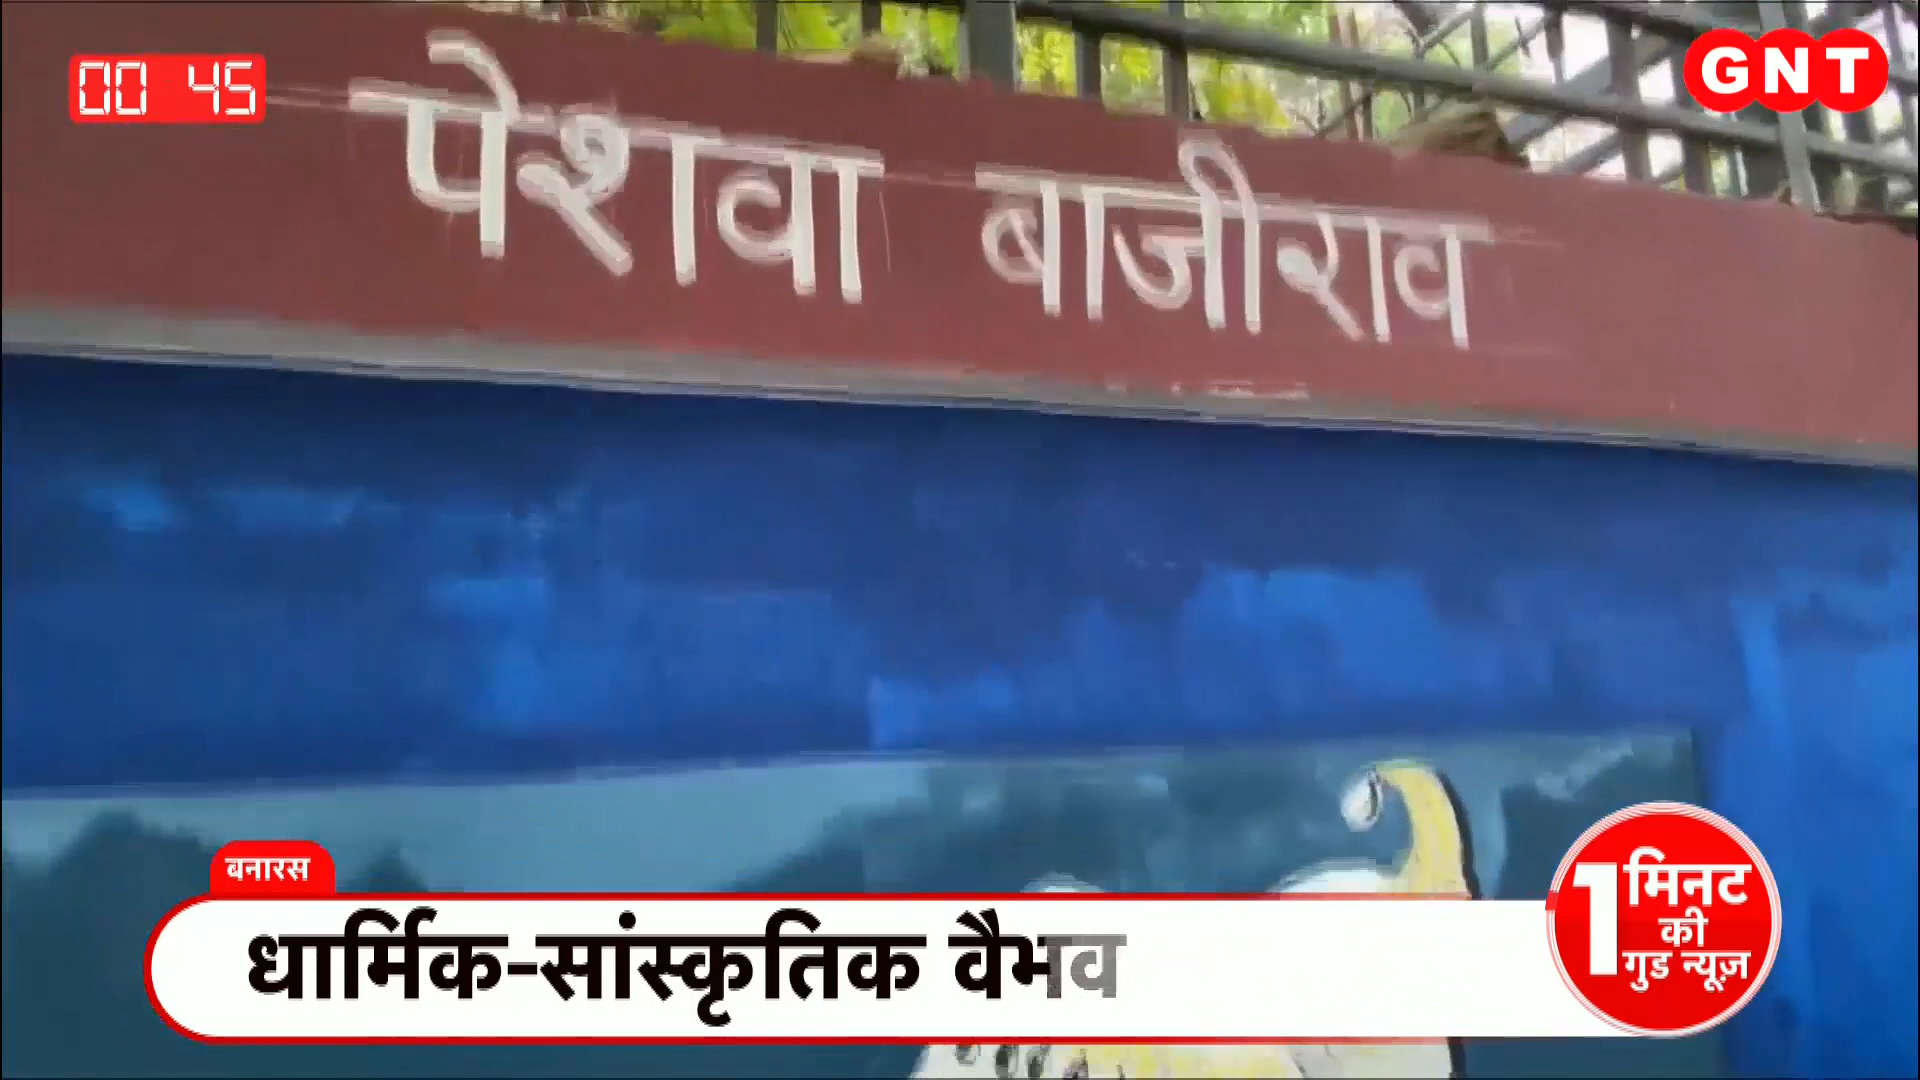 00 45
GNT
पेशवा बाजीराव
बनारस
धार्मिक-सांस्कृतिक वैभव
1 मिनट
की
गुड न्यूज़